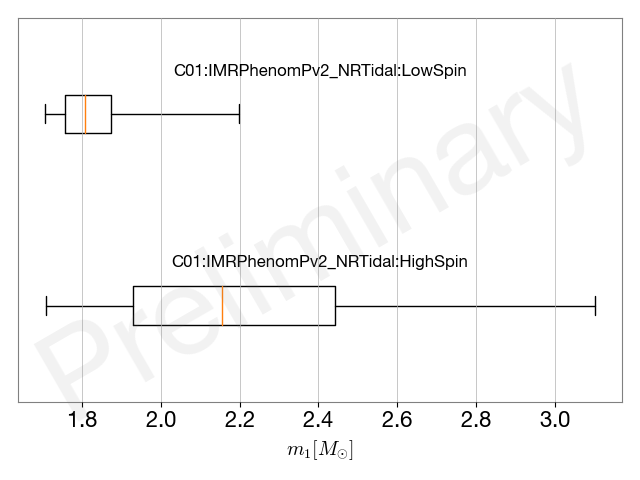 C01:IMRPhenomPv2_NRTidal:LowSpin
Preliminary
C01:IMRPhenomPv2_NRTidal:HighSpin
1.8 2.0 2.2 2.4 2.6 2.8 3.0
m₁[M☉]